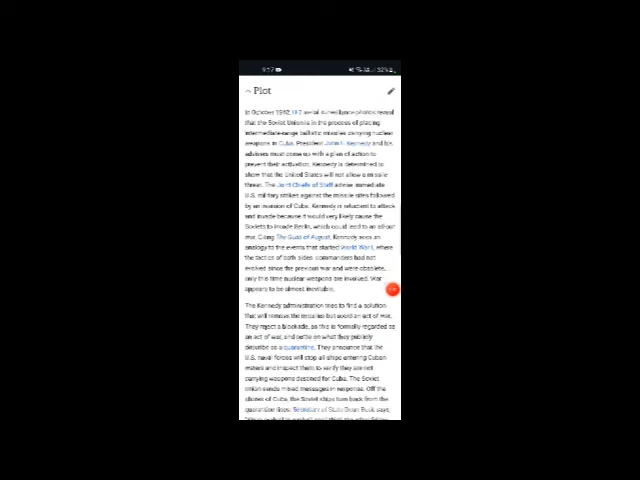 9:17
Plot
In October 1962, U-2 aerial surveillance photos reveal
that the Soviet Union is in the process of placing
intermediate-range ballistic missiles carrying nuclear
weapons in Cuba. President John F. Kennedy and his
advisers must come up with a plan of action to
prevent their activation. Kennedy is determined to
show that the United States will not allow a missile
threat. The Joint Chiefs of Staff advise immediate
U.S. military strikes against the missile sites followed
by an invasion of Cuba. Kennedy is reluctant to attack
and invade because it would very likely cause the
Soviets to invade Berlin, which could lead to an all-out
war. Citing The Guns of August, Kennedy sees an
analogy to the events that started World War I, where
the tactics of both sides' commanders had not
evolved since the previous war and were obsolete,
only this time nuclear weapons are involved. War
appears to be almost inevitable.
The Kennedy administration tries to find a solution
that will remove the missiles but avoid an act of war.
They reject a blockade, as this is formally regarded as
an act of war, and settle on what they publicly
describe as a quarantine. They announce that the
U.S. naval forces will stop all ships entering Cuban
waters and inspect them to verify they are not
carrying weapons destined for Cuba. The Soviet
Union sends mixed messages in response. Off the
shores of Cuba, the Soviet ships turn back from the
quarantine lines. Secretary of State Dean Rusk says,